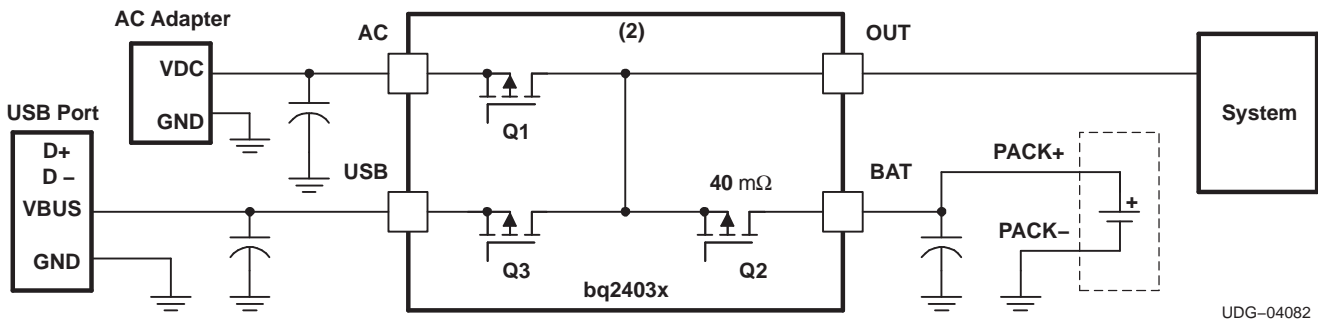 AC Adapter
VDC
GND
USB Port
D+
D –
VBUS
GND
AC
(2)
OUT
Q1
USB
40 mΩ
BAT
Q3
Q2
bq2403x
PACK+
+
PACK–
System
UDG–04082